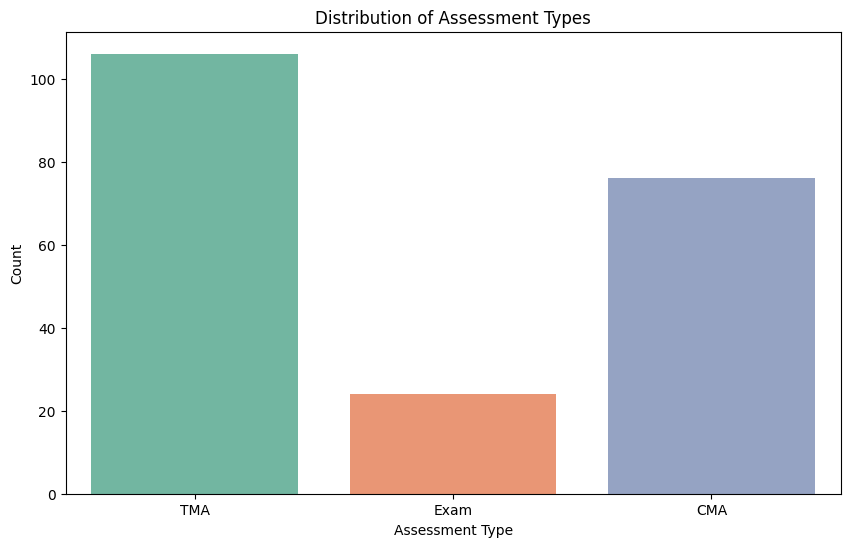 Distribution of Assessment Types
Count
100
80
60
40
20
0
TMA
Exam
CMA
Assessment Type